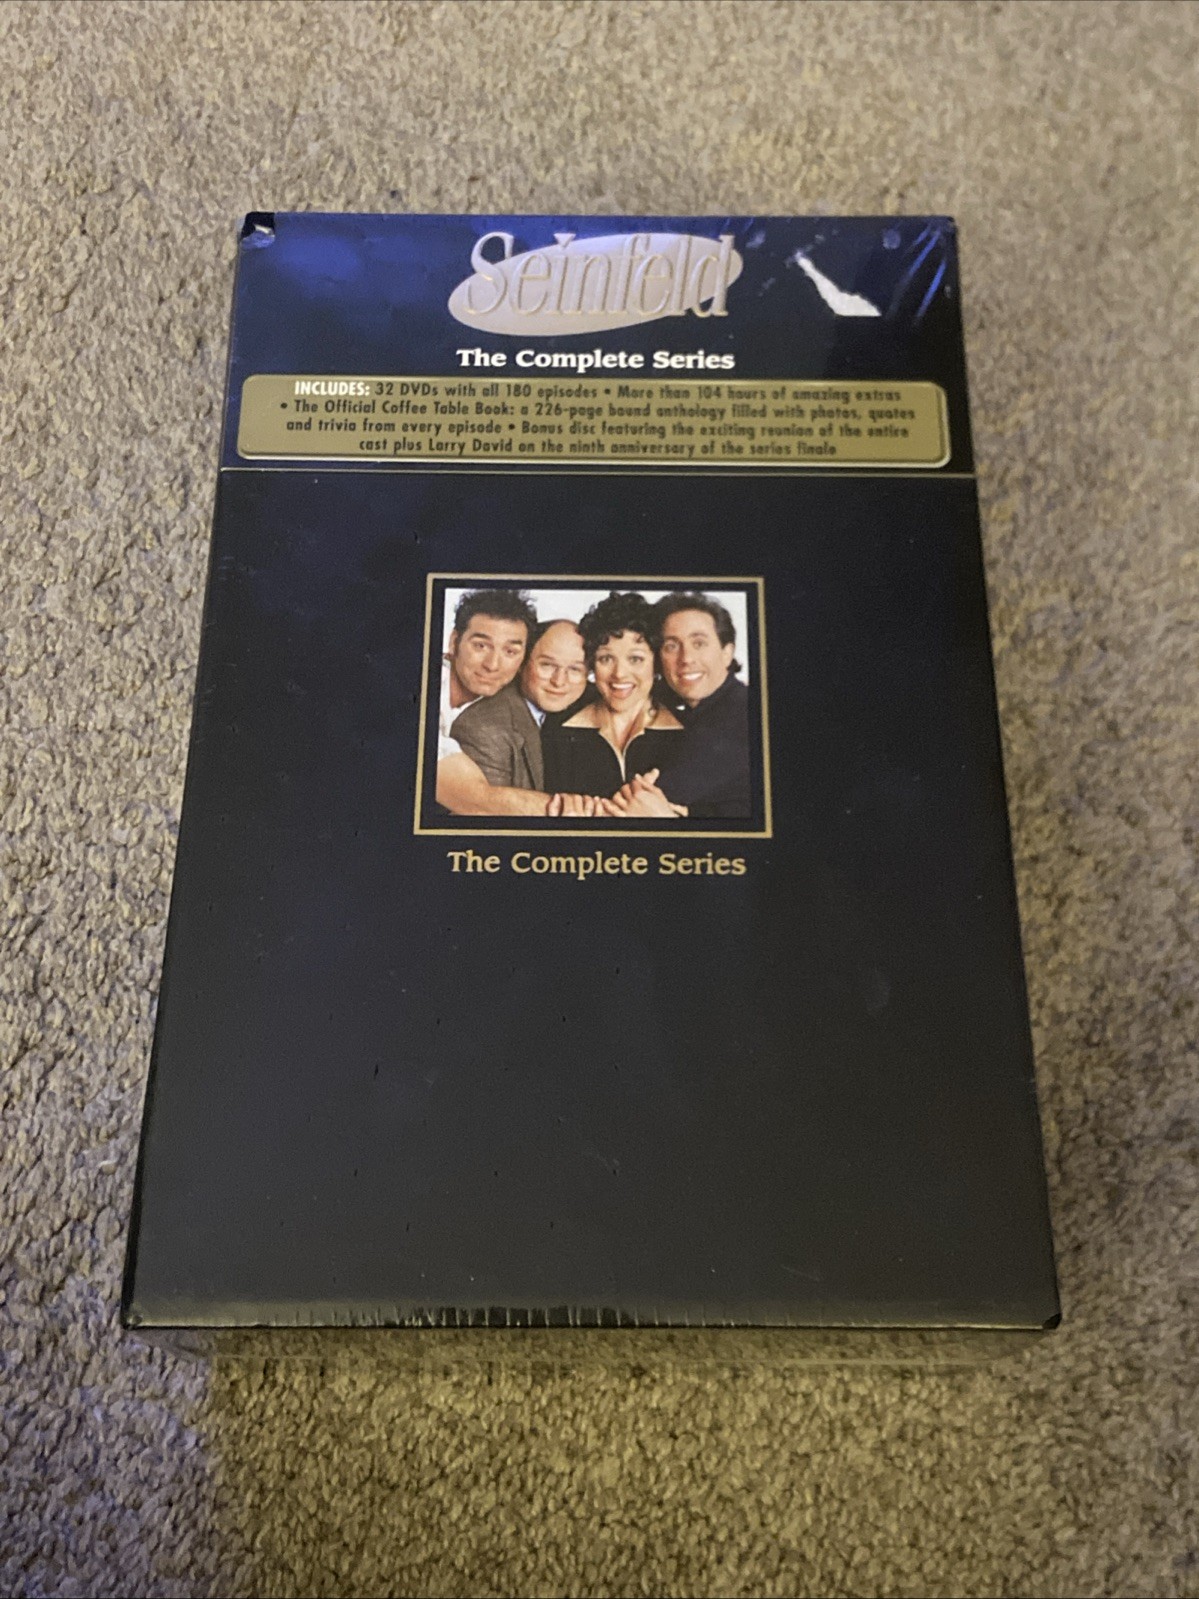 Seinfeld
The Complete Series
INCLUDES: 32 DVDs with all 180 episodes • More than 104 hours of amazing extras
• The Official Coffee Table Book: a 226-page bound anthology filled with photos, quotes
and trivia from every episode • Bonus disc featuring the exciting reunion of the entire
cast plus Larry David on the ninth anniversary of the series finale
The Complete Series